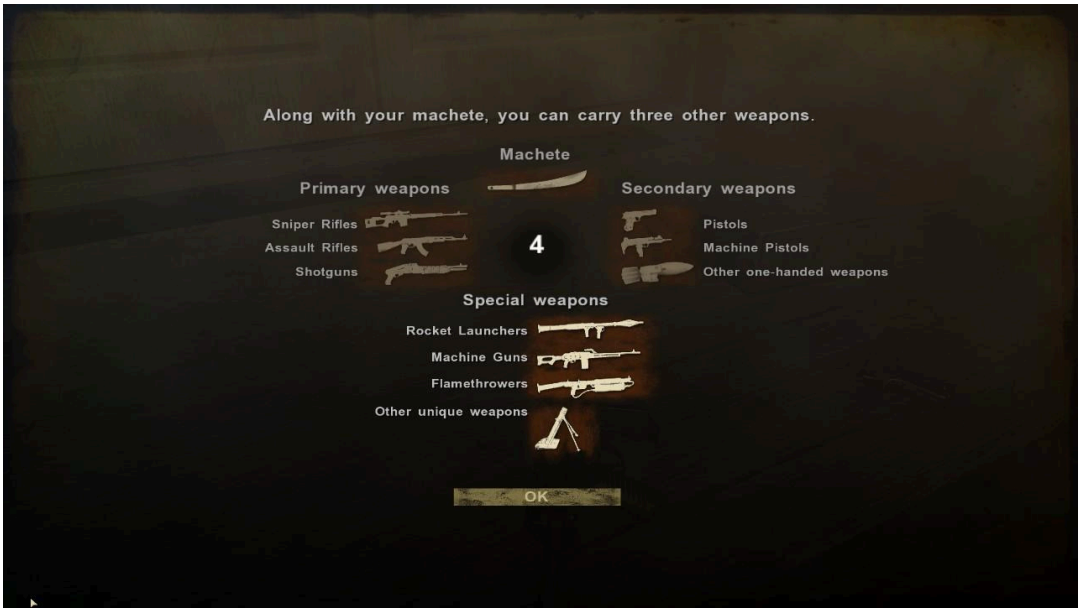 Along with your machete, you can carry three other weapons.
Machete
Primary weapons
Sniper Rifles
Assault Rifles
Shotguns
4
Secondary weapons
Pistols
Machine Pistols
Other one-handed weapons
Special weapons
Rocket Launchers
Machine Guns
Flamethrowers
Other unique weapons
OK